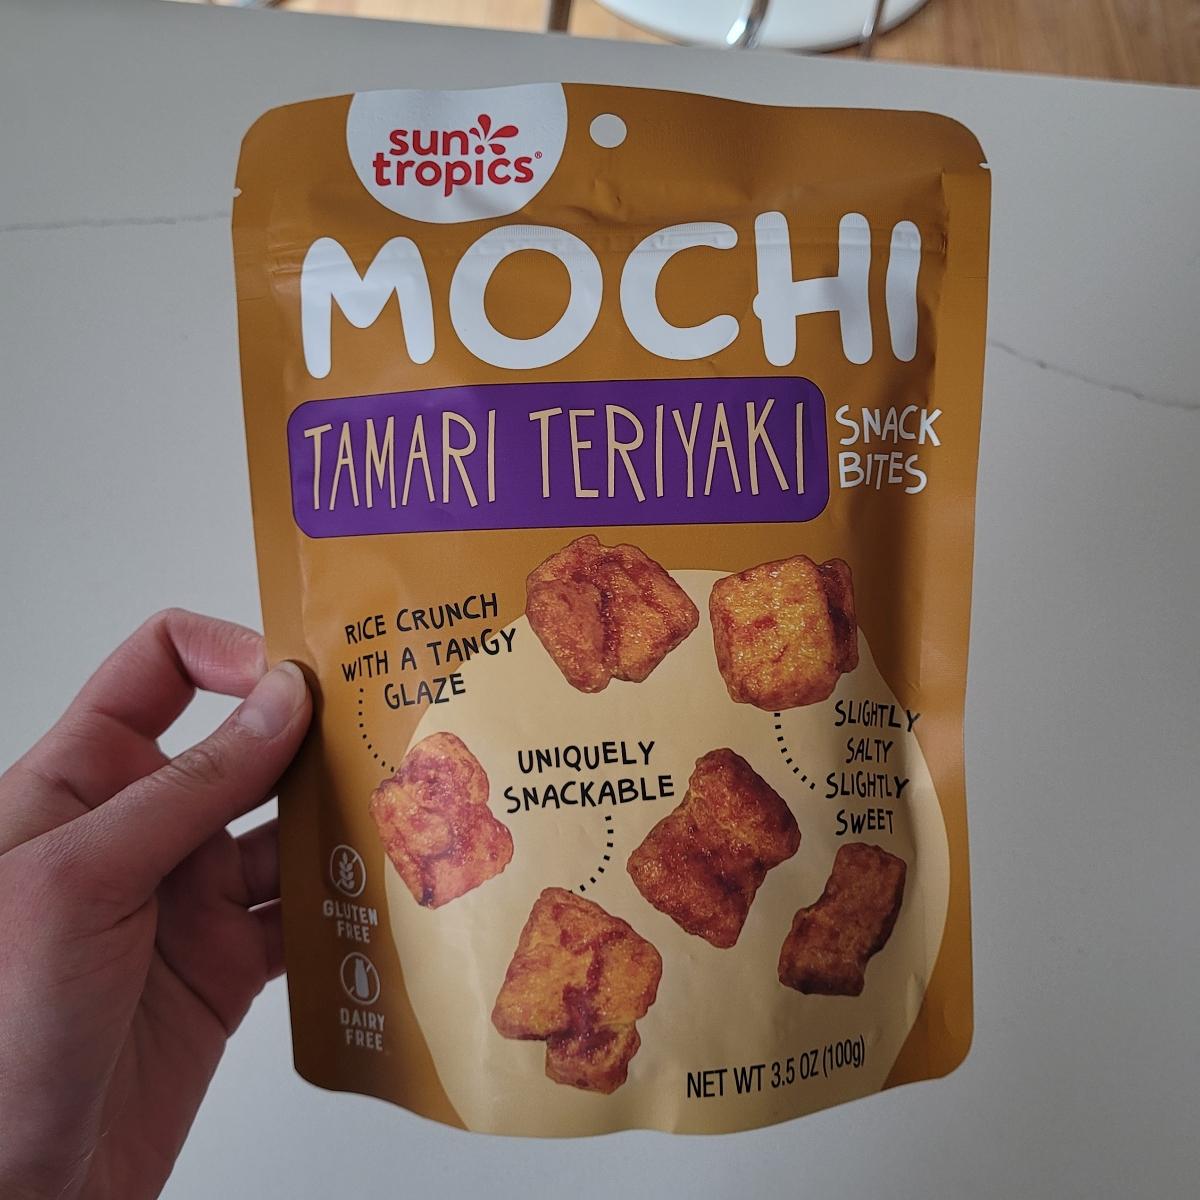 sun
tropics®
MOCHI
TAMARI TERIYAKI
SNACK
BITES
RICE CRUNCH
WITH A TANGY
GLAZE
SLIGHTLY
SALTY
SLIGHTLY
SWEET
UNIQUELY
SNACKABLE
GLUTEN
FREE
DAIRY
FREE
NET WT 3.5 OZ (100g)